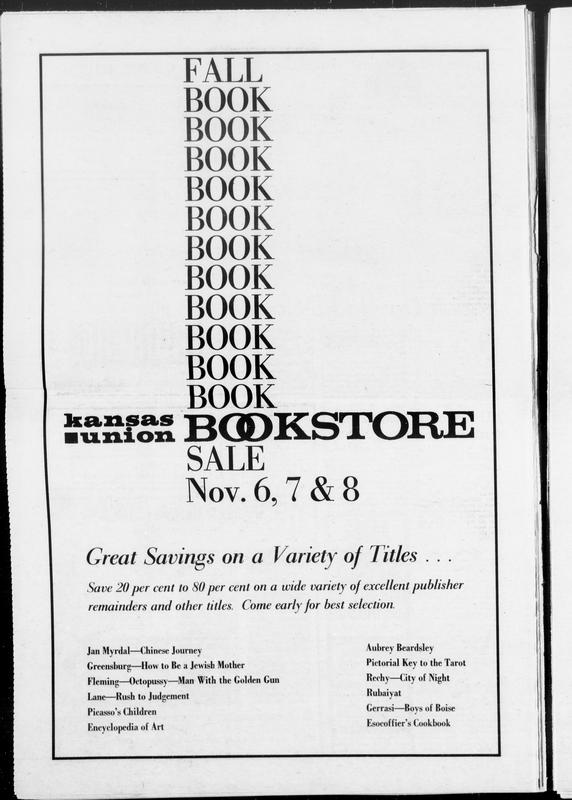 FALL
BOOK
BOOK
BOOK
BOOK
BOOK
BOOK
BOOK
BOOK
BOOK
BOOK
BOOK
kansas union BOOKSTORE
SALE
Nov. 6, 7 & 8
Great Savings on a Variety of Titles . . .
Save 20 per cent to 80 per cent on a wide variety of excellent publisher
remainders and other titles. Come early for best selection.
Jan Myrdal—Chinese Journey
Greensburg—How to Be a Jewish Mother
Fleming—Oetopussy—Man With the Golden Gun
Lane—Rush to Judgement
Picasso's Children
Encyclopedia of Art
Aubrey Beardsley
Pictorial Key to the Tarot
Rechy—City of Night
Rubaiyat
Gerrasi—Boys of Boise
Esocoffier's Cookbook